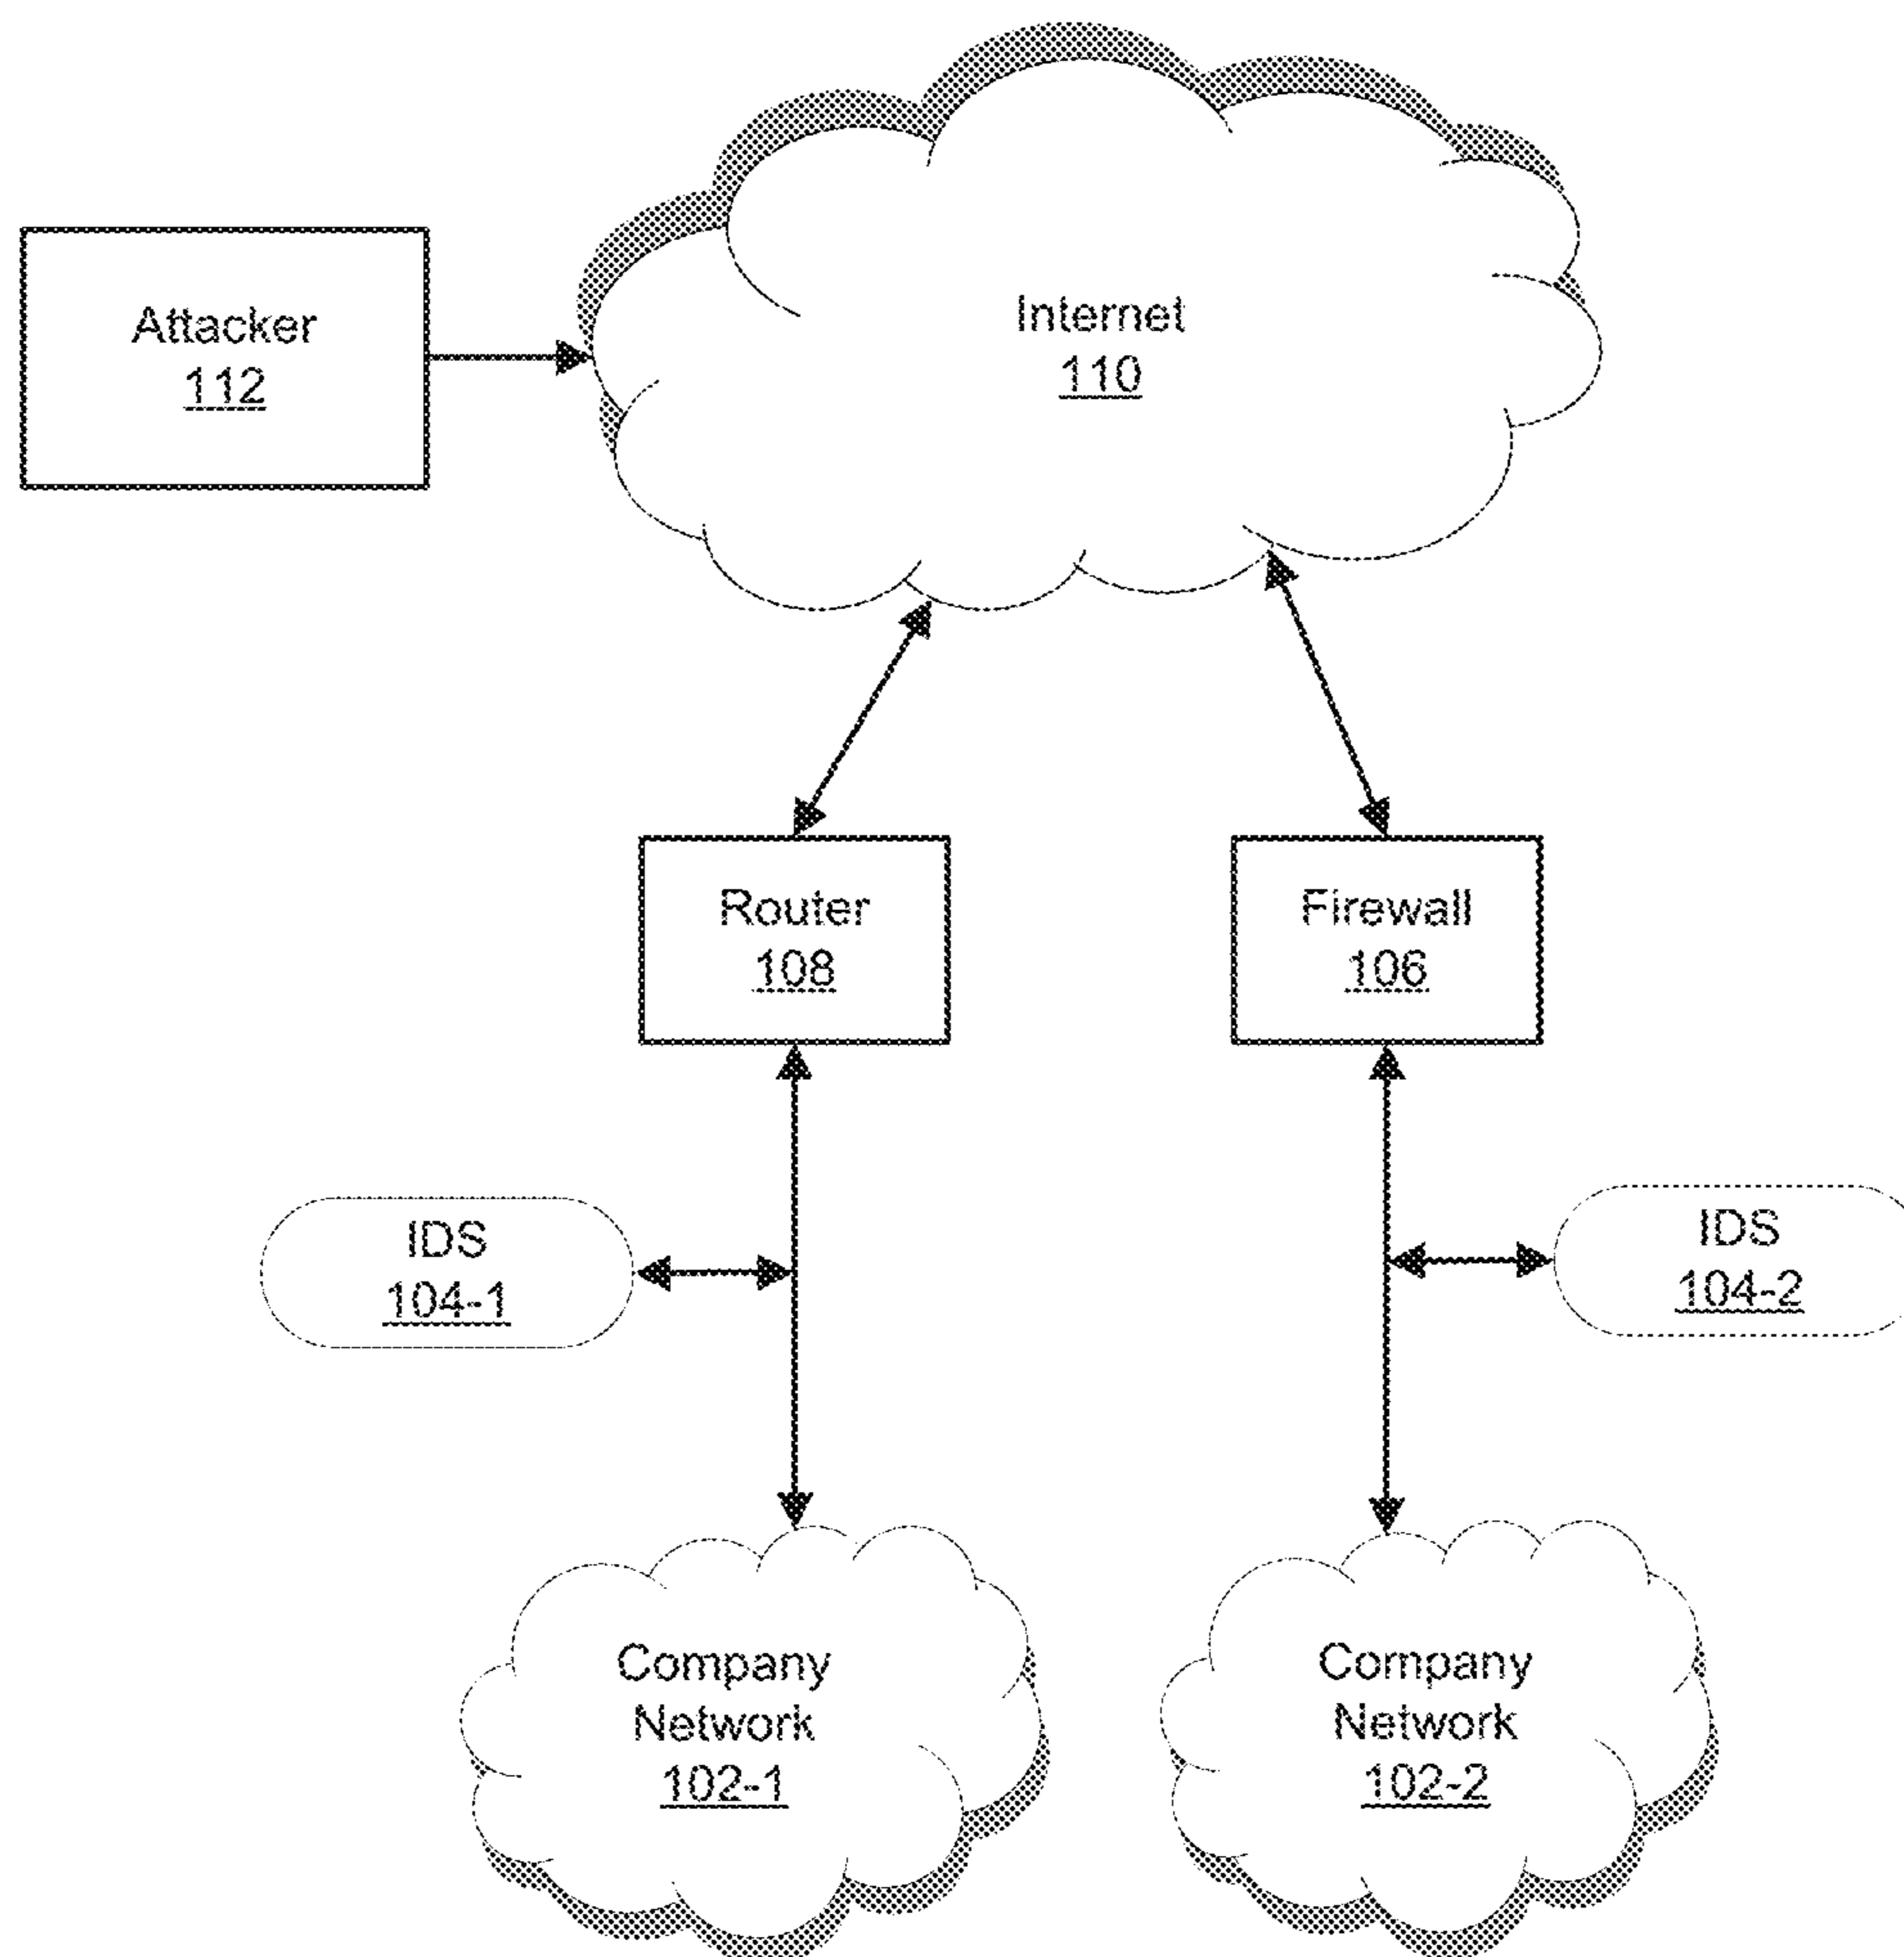 Attacker
112
Internet
110
Router
108
Firewall
106
IDS
104-1
IDS
104-2
Company
Network
102-1
Company
Network
102-2